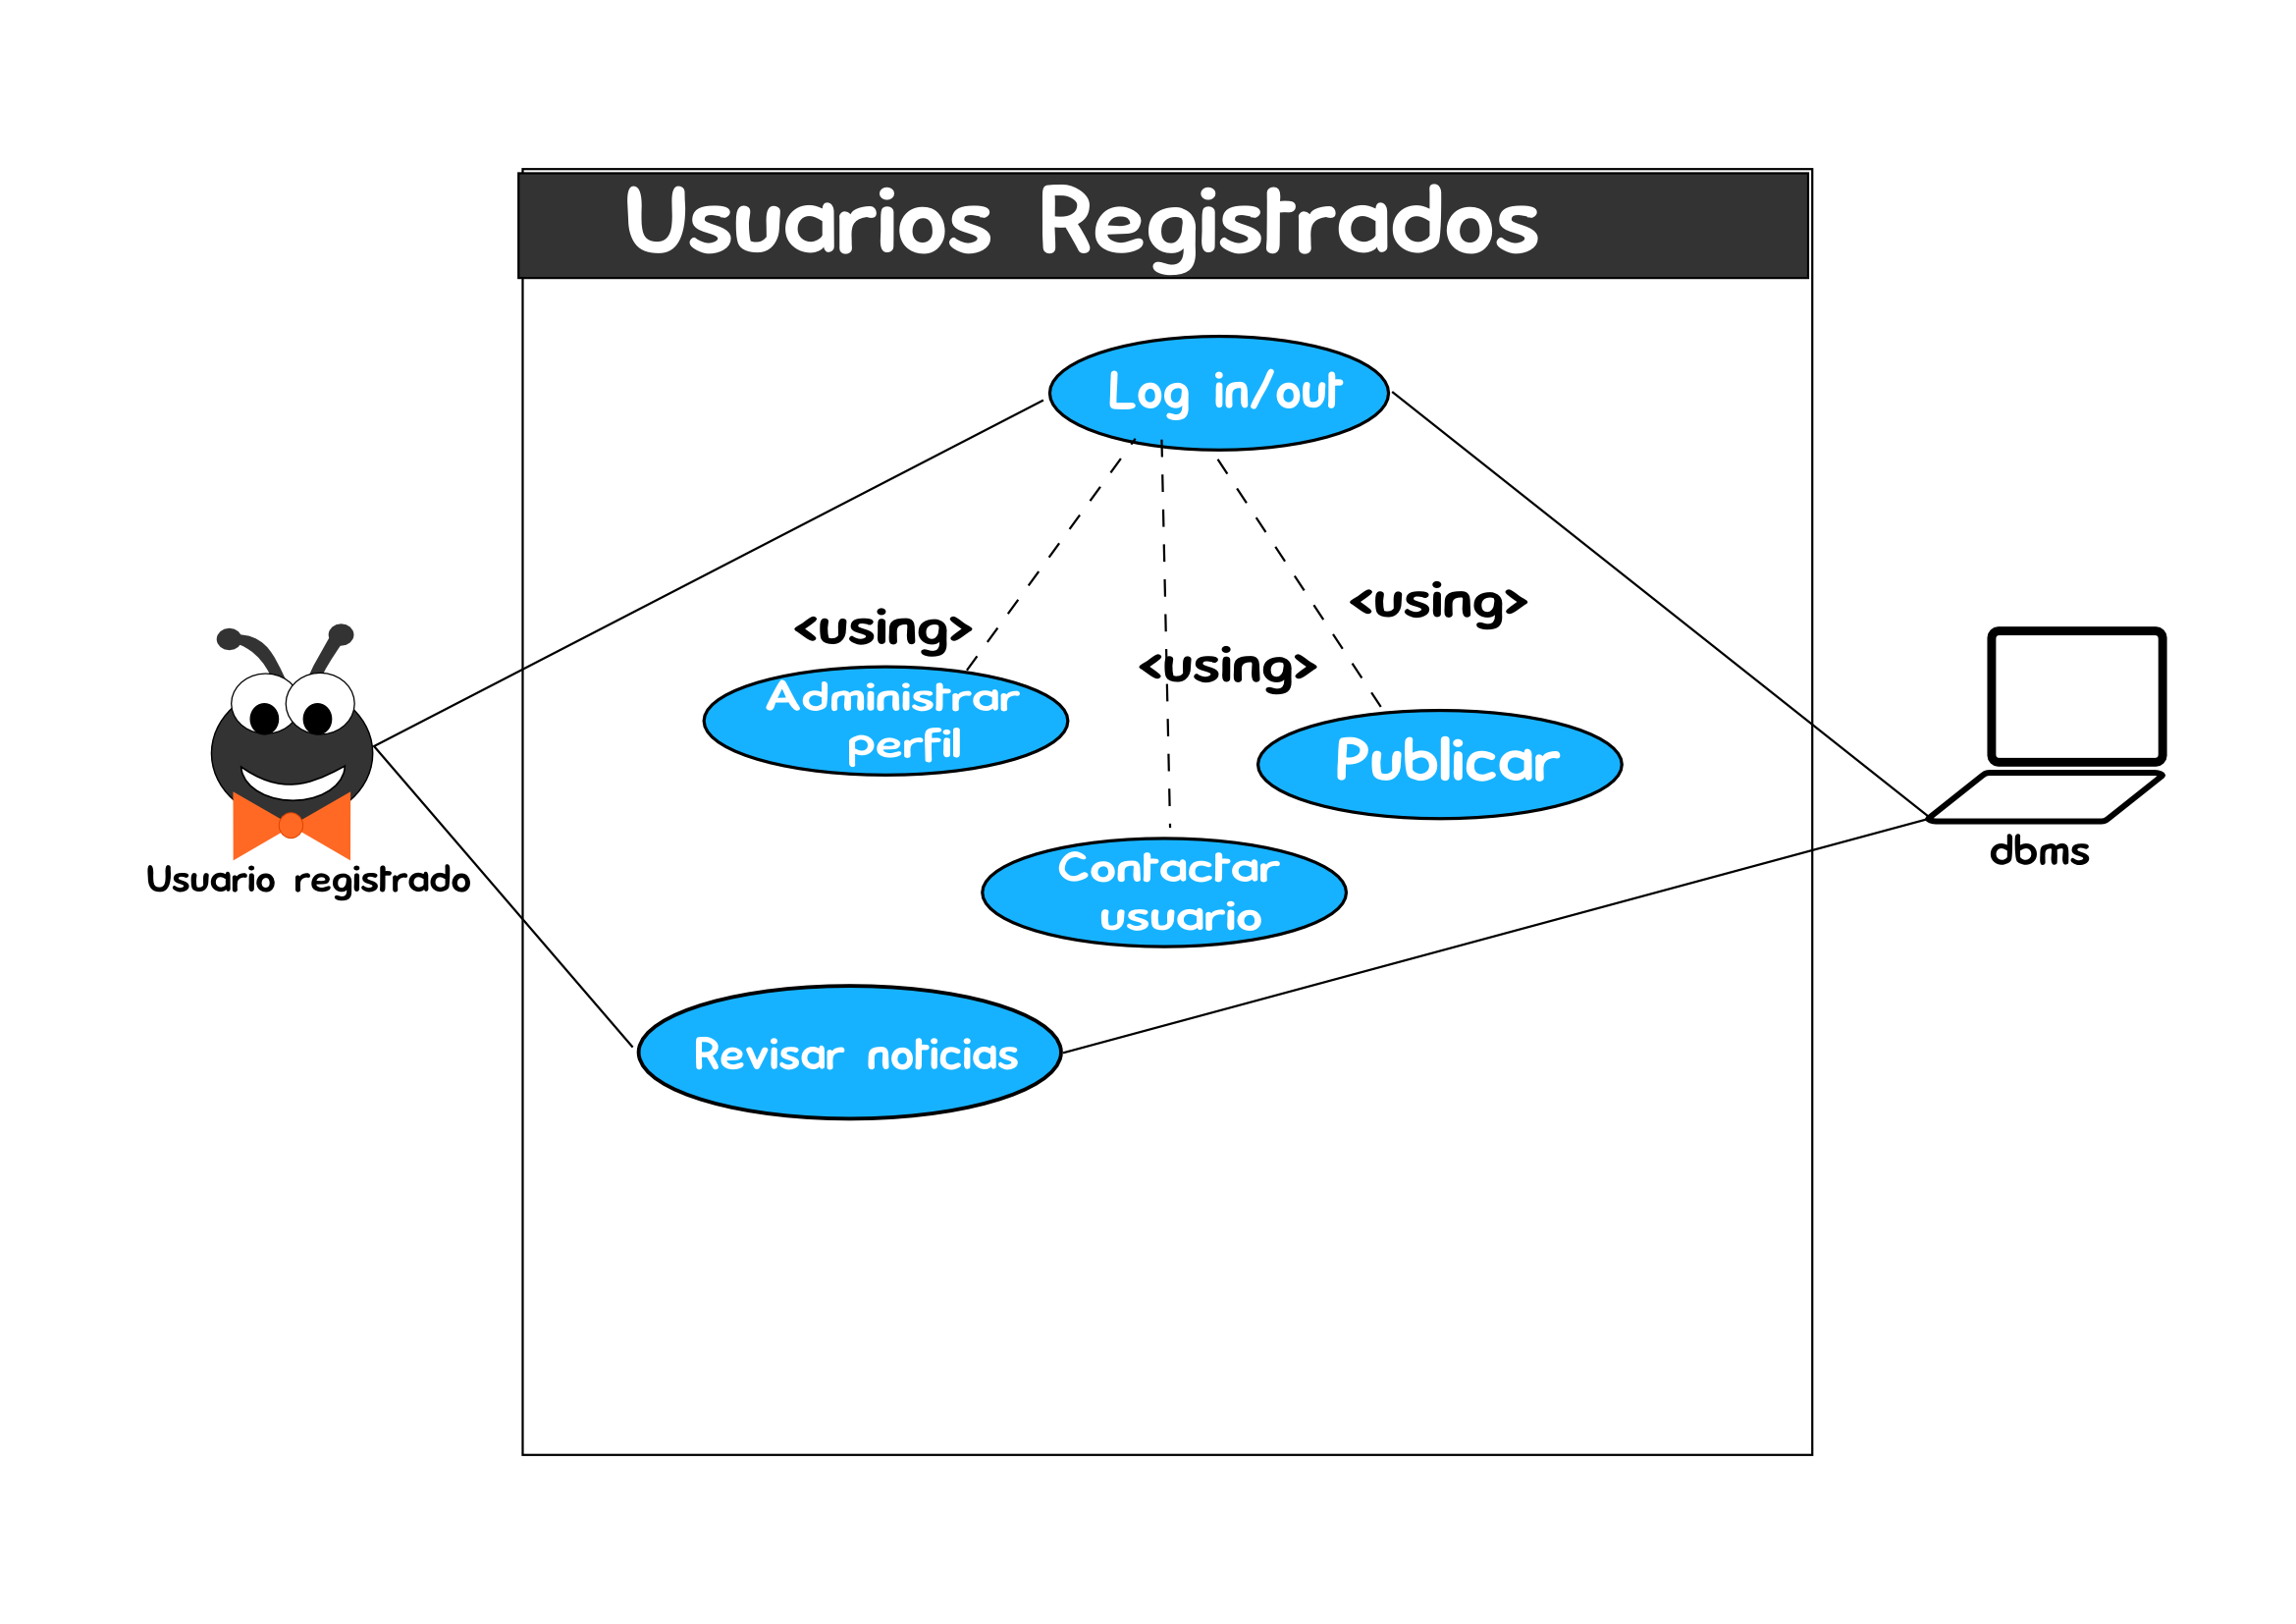 Usuarios Registrados
Log in/out
<using>
<using>
<using>
Administrar
perfil
Publicar
Contactar
usuario
Usuario registrado
dbms
Revisar noticias